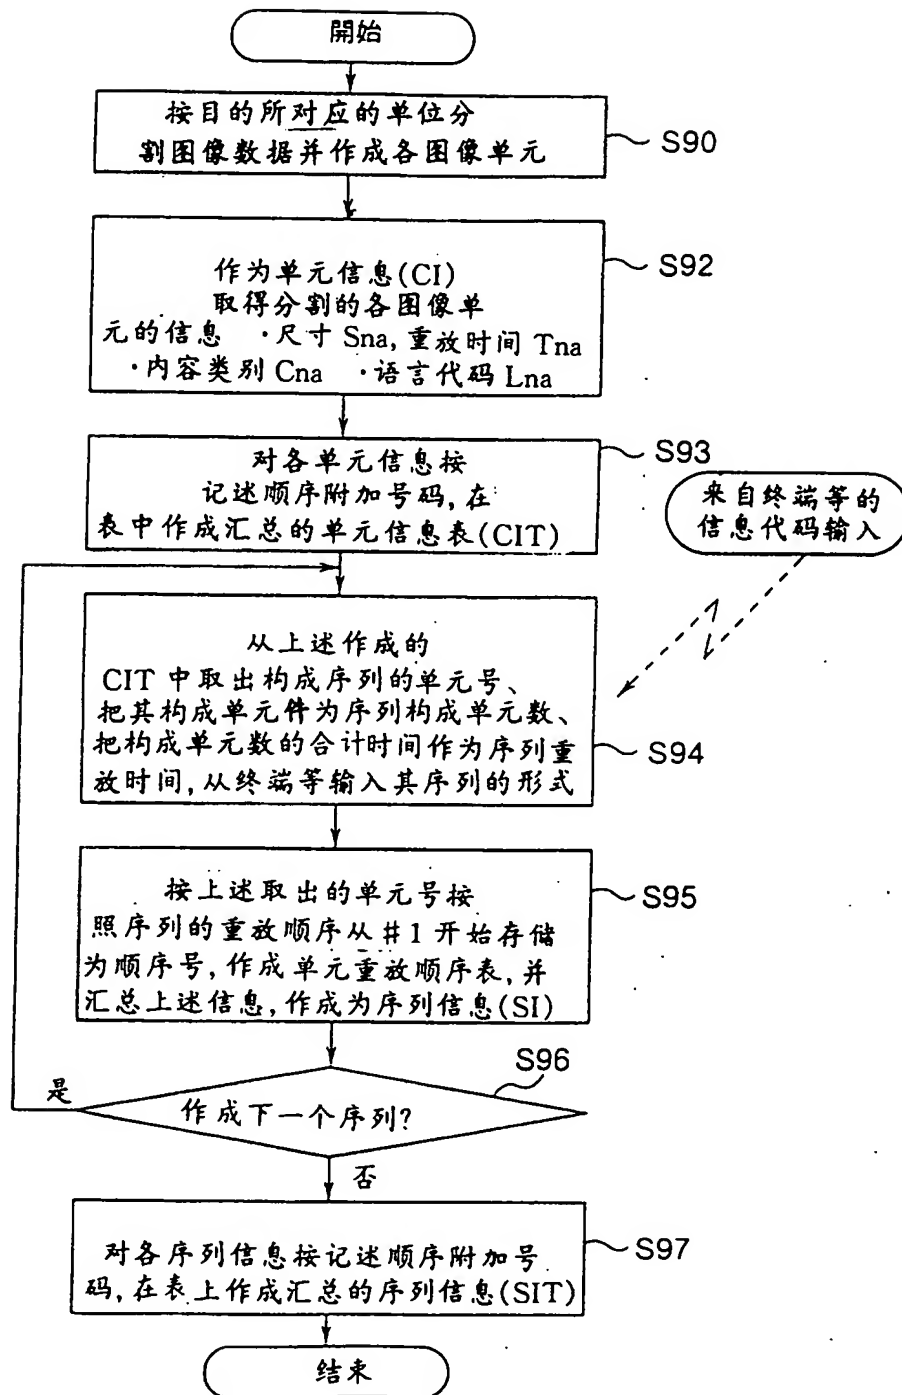 開始
按目的所对应的单位分
割图像数据并作成各图像单元
S90
作为单元信息(CI)
取得分割的各图像单
元的信息 ·尺寸 Sna,重放时间 Tna
·内容类别 Cna ·语言代码 Lna
S92
对各单元信息按
记述顺序附加号码,在
表中作成汇总的单元信息表(CIT)
S93
来自终端等的
信息代码输入
从上述作成的
CIT 中取出构成序列的单元号、
把其构成单元件为序列构成单元数、
把构成单元数的合计时间作为序列重
放时间,从终端等输入其序列的形式
S94
按上述取出的单元号按
照序列的重放顺序从 #1 开始存储
为顺序号,作成单元重放顺序表,并
汇总上述信息,作成为序列信息(SI)
S95
S96
是
作成下一个序列?
否
对各序列信息按记述顺序附加号
码,在表上作成汇总的序列信息(SIT)
S97
结束